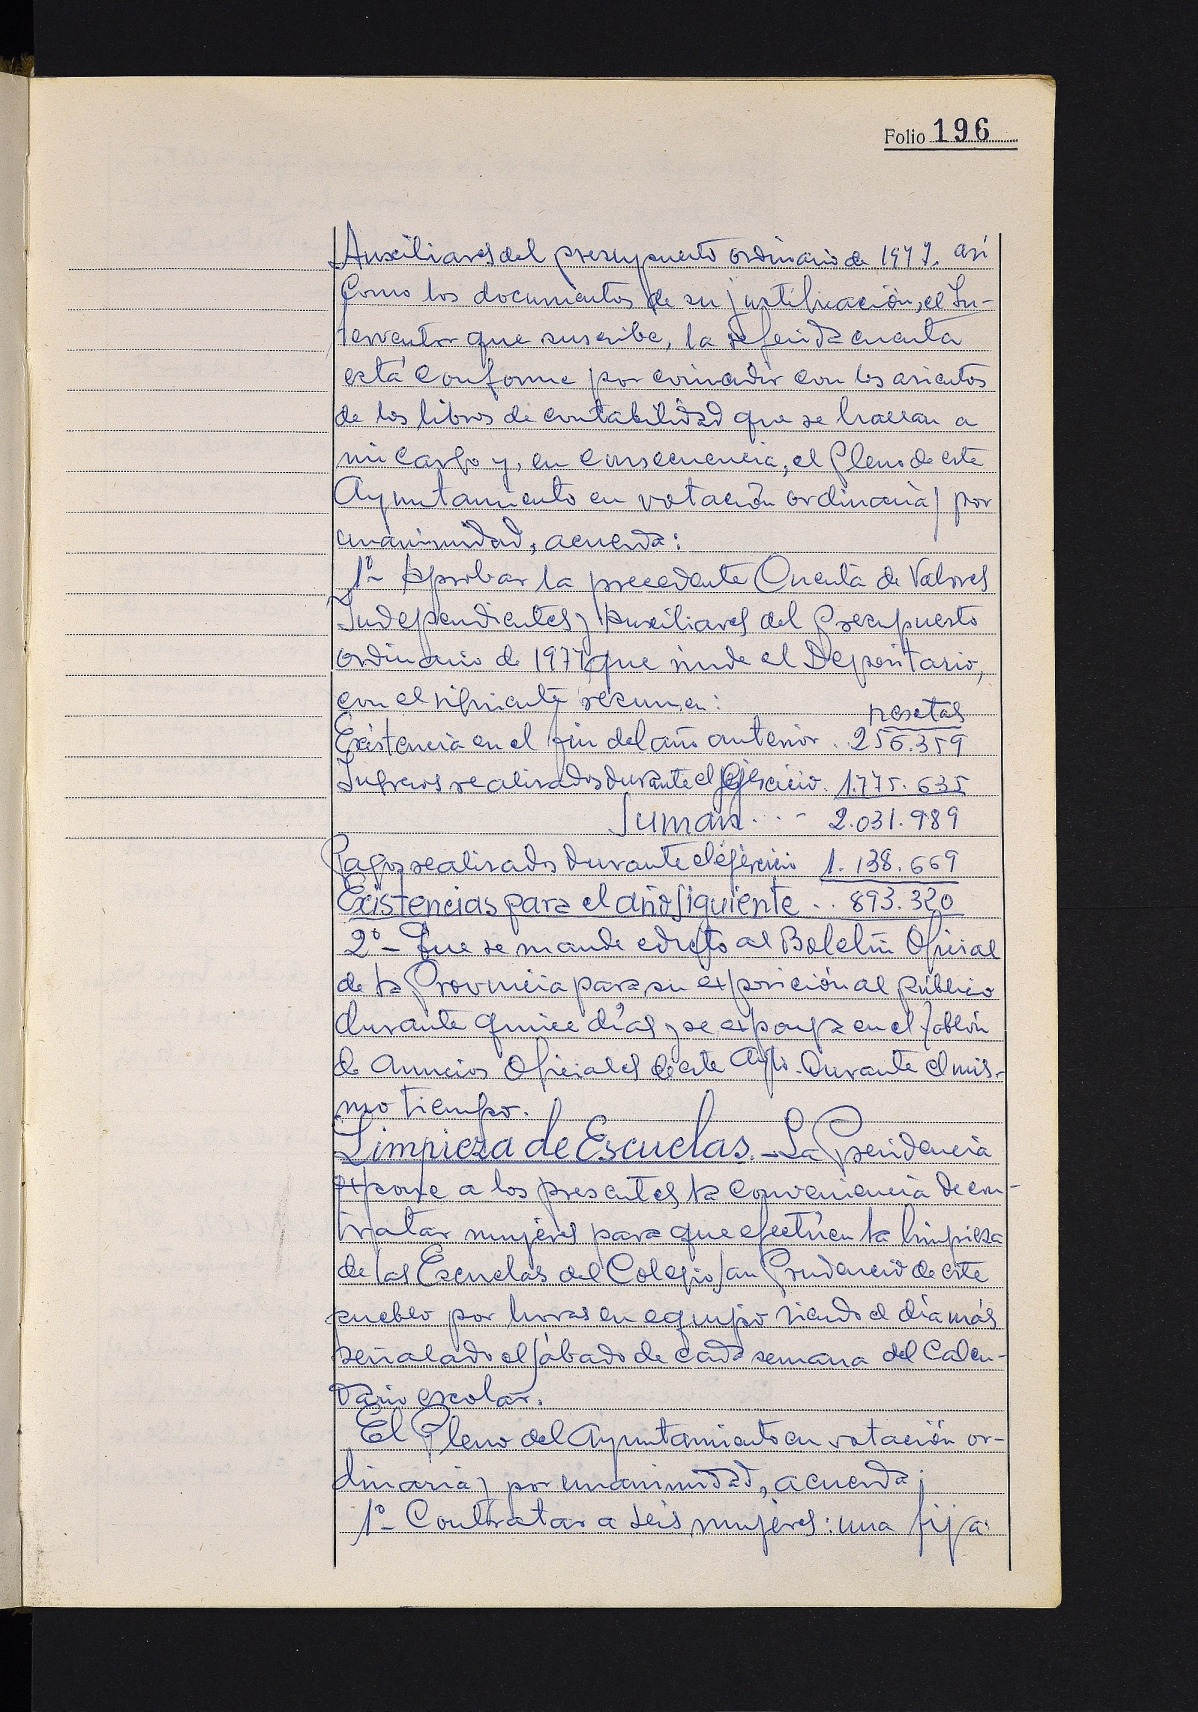 Folio 196
Auxiliares del presupuesto ordinario de 1977. así
como los documentos de su justificación, el In-
terventor que suscribe, la referida cuenta
está conforme por coincidir con los asientos
de los libros de contabilidad que se hallan a
mi cargo y, en consecuencia, el Pleno de este
Ayuntamiento en votación ordinaria y por
unanimidad, acuerda:
1º- Aprobar la precedente Cuenta de Valores
Independientes y Auxiliares del Presupuesto
ordinario de 1977 que rinde el Depositario,
con el siguiente resumen:
pesetas
Existencia en el fin del año anterior . 256.359
Ingresos realizados durante el ejercicio. 1.775.635
Suman . . - 2.031.989
Pagos realizados durante el ejercicio 1.138.669
Existencias para el año siguiente . . 893.320
2º- Que se mande edicto al Boletín Oficial
de la Provincia para su exposición al público
durante quince días y se exponga en el tablón
de Anuncios Oficiales de este Ayto. Durante el mis-
mo tiempo.
Limpieza de Escuelas. - La Presidencia
expone a los presentes, la conveniencia de con-
tratar mujeres para que efectúen la limpieza
de las Escuelas del Colegio San Prudencio de este
pueblo por horas en equipo siendo el día más
señalado el sábado de cada semana del Calen-
dario escolar.
El Pleno del Ayuntamiento en votación or-
dinaria y por unanimidad, acuerda:
1º- Contratar a seis mujeres: una fija